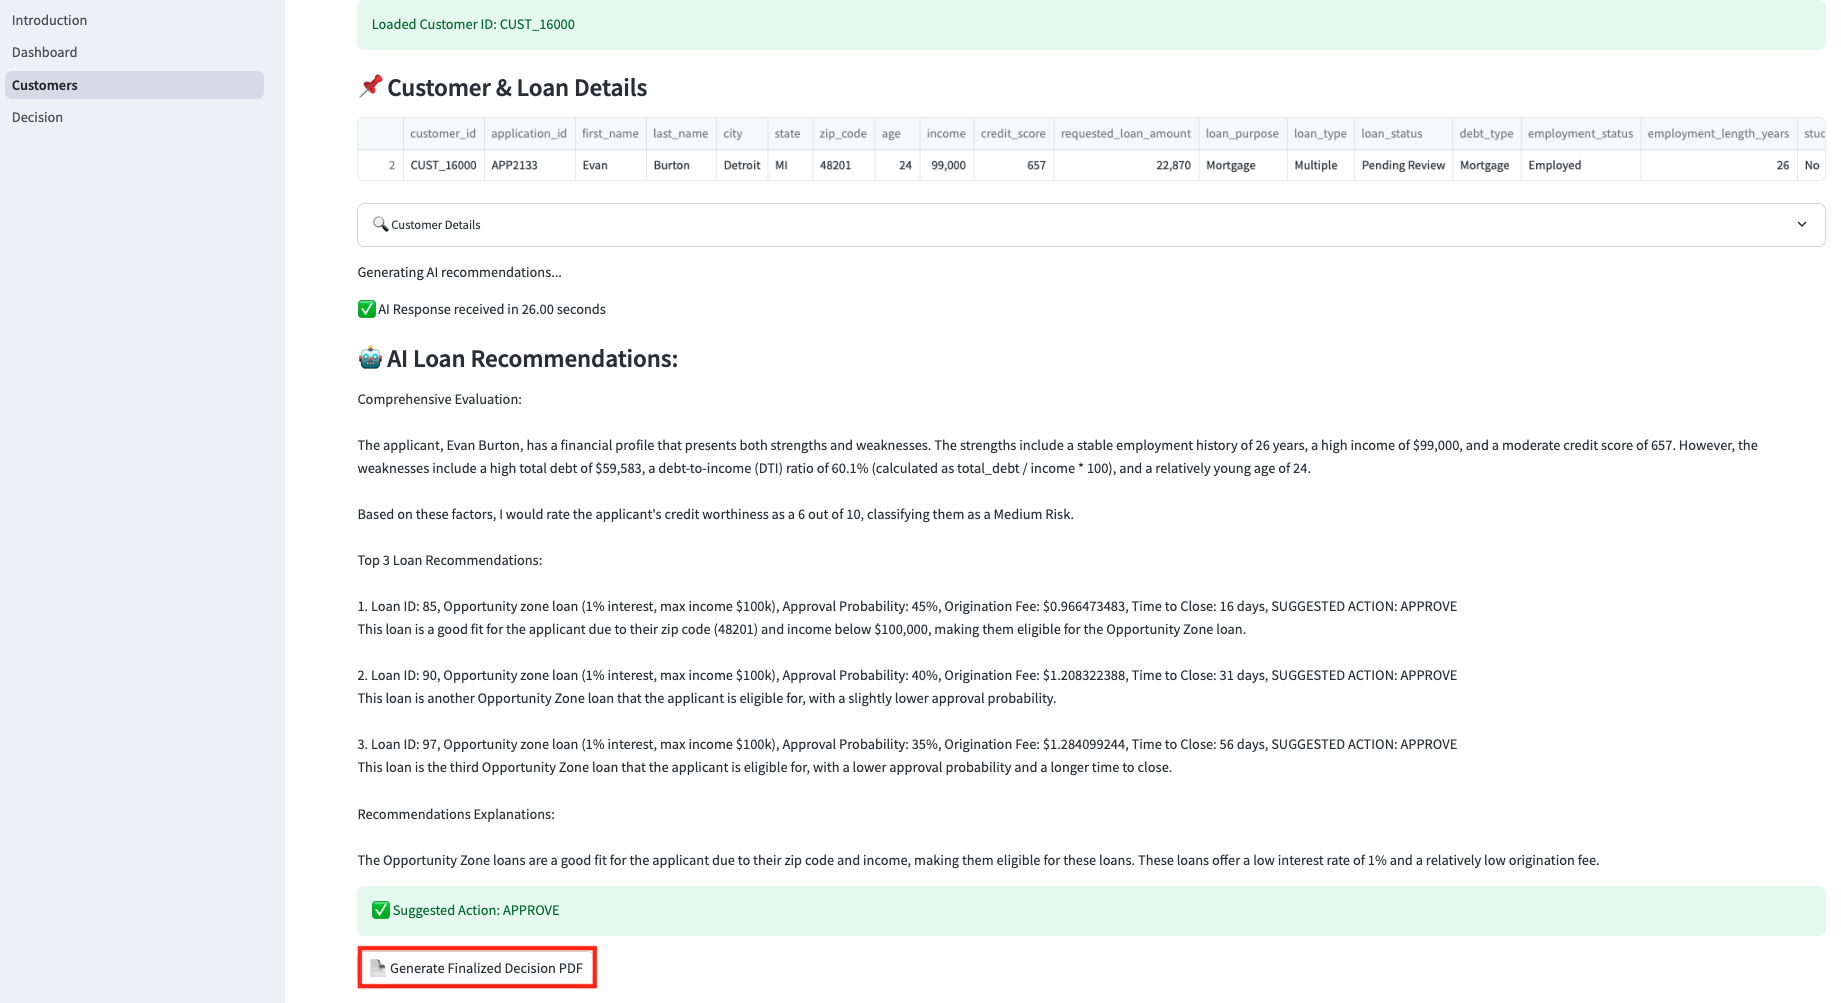 Introduction
Dashboard
Customers
Decision
Loaded Customer ID: CUST_16000
Customer & Loan Details
customer_id application_id first_name last_name city state zip_code age income credit_score requested_loan_amount loan_purpose loan_type loan_status debt_type employment_status employment_length_years stuc
2 CUST_16000 APP2133 Evan Burton Detroit MI 48201 24 99,000 657 22,870 Mortgage Multiple Pending Review Mortgage Employed 26 No
Customer Details
Generating AI recommendations...
AI Response received in 26.00 seconds
AI Loan Recommendations:
Comprehensive Evaluation:
The applicant, Evan Burton, has a financial profile that presents both strengths and weaknesses. The strengths include a stable employment history of 26 years, a high income of $99,000, and a moderate credit score of 657. However, the
weaknesses include a high total debt of $59,583, a debt-to-income (DTI) ratio of 60.1% (calculated as total_debt / income * 100), and a relatively young age of 24.
Based on these factors, I would rate the applicant's credit worthiness as a 6 out of 10, classifying them as a Medium Risk.
Top 3 Loan Recommendations:
1. Loan ID: 85, Opportunity zone loan (1% interest, max income $100k), Approval Probability: 45%, Origination Fee: $0.966473483, Time to Close: 16 days, SUGGESTED ACTION: APPROVE
This loan is a good fit for the applicant due to their zip code (48201) and income below $100,000, making them eligible for the Opportunity Zone loan.
2. Loan ID: 90, Opportunity zone loan (1% interest, max income $100k), Approval Probability: 40%, Origination Fee: $1.208322388, Time to Close: 31 days, SUGGESTED ACTION: APPROVE
This loan is another Opportunity Zone loan that the applicant is eligible for, with a slightly lower approval probability.
3. Loan ID: 97, Opportunity zone loan (1% interest, max income $100k), Approval Probability: 35%, Origination Fee: $1.284099244, Time to Close: 56 days, SUGGESTED ACTION: APPROVE
This loan is the third Opportunity Zone loan that the applicant is eligible for, with a lower approval probability and a longer time to close.
Recommendations Explanations:
The Opportunity Zone loans are a good fit for the applicant due to their zip code and income, making them eligible for these loans. These loans offer a low interest rate of 1% and a relatively low origination fee.
Suggested Action: APPROVE
Generate Finalized Decision PDF